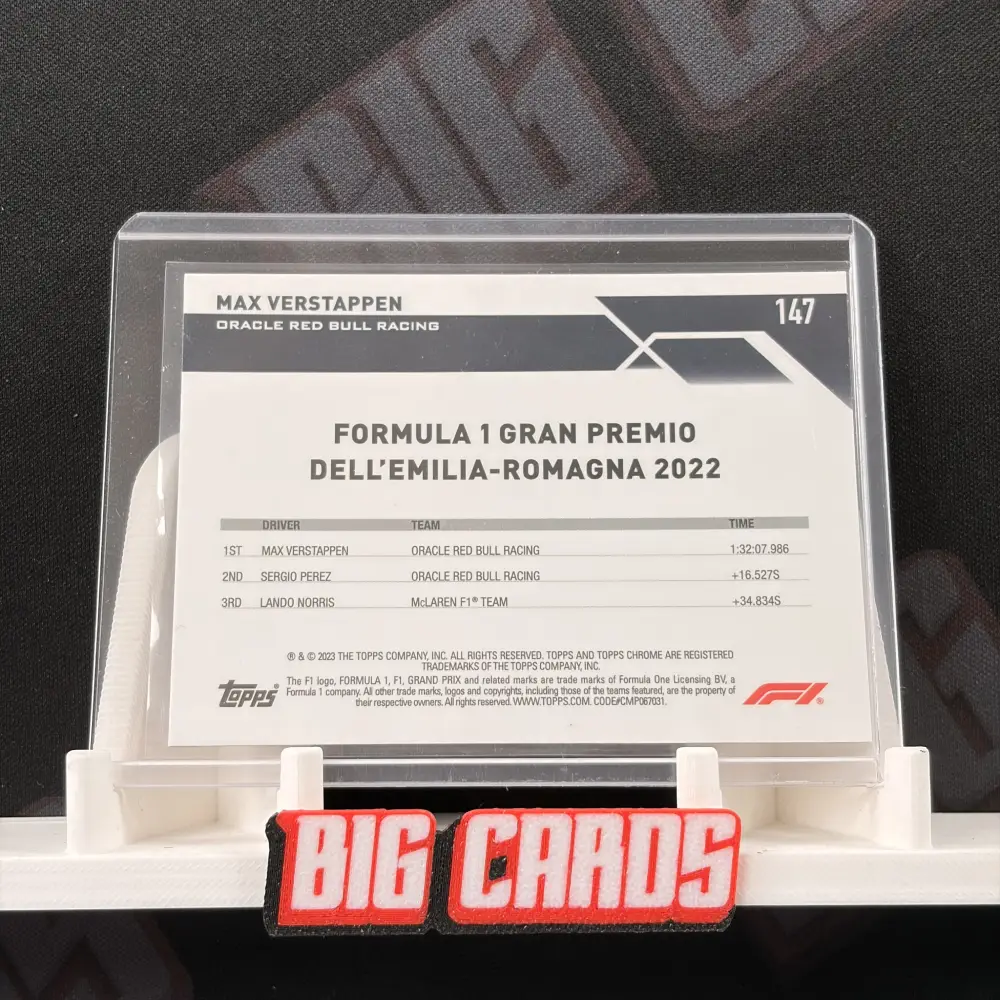 MAX VERSTAPPEN
ORACLE RED BULL RACING
147
FORMULA 1 GRAN PREMIO
DELL'EMILIA-ROMAGNA 2022
DRIVER TEAM TIME
1ST MAX VERSTAPPEN ORACLE RED BULL RACING 1:32:07.986
2ND SERGIO PEREZ ORACLE RED BULL RACING +16.527S
3RD LANDO NORRIS McLAREN F1® TEAM +34.834S
® & © 2023 THE TOPPS COMPANY, INC. ALL RIGHTS RESERVED. TOPPS AND TOPPS CHROME ARE REGISTERED
TRADEMARKS OF THE TOPPS COMPANY, INC.
The F1 logo, FORMULA 1, F1, GRAND PRIX and related marks are trade marks of Formula One Licensing BV, a
Formula 1 company. All other trade marks, logos and copyrights, including those of the teams featured, are the property of
their respective owners. All rights reserved. WWW.TOPPS.COM. CODE#CMP067031.
Topps®
F1®
BIG CARDS